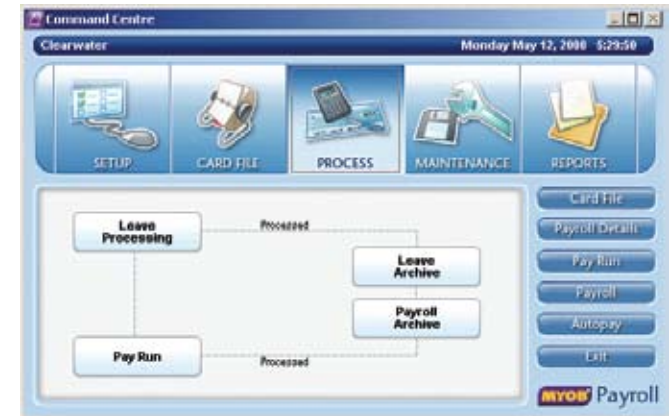 Command Centre
Clearwater Monday May 12, 2008 5:29:50
SETUP CARD FILE PROCESS MAINTENANCE REPORTS
Card File
Leave Processed
Processing
Payroll Details
Leave
Archive
Pay Run
Payroll
Payroll
Archive
Autopay
Pay Run Processed
Exit
MYOB Payroll